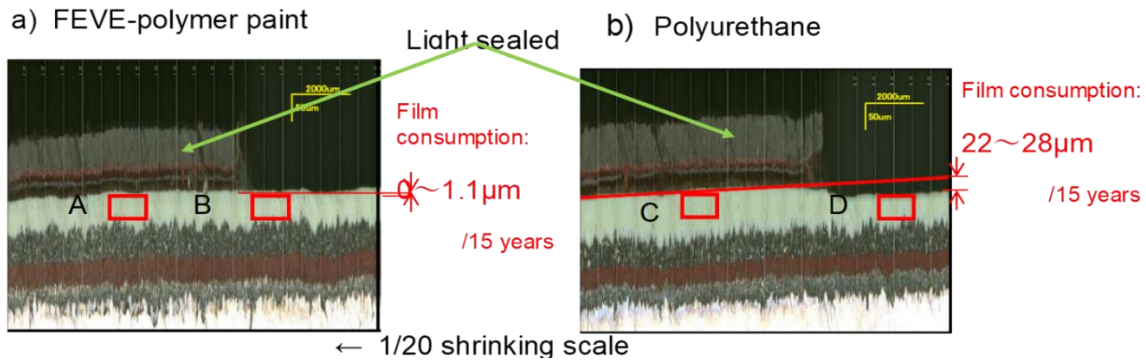 a) FEVE-polymer paint
Light sealed
b) Polyurethane
2000um
50um
Film
consumption:
0～1.1μm
/15 years
A
B
2000um
50um
Film consumption:
22～28μm
/15 years
C
D
← 1/20 shrinking scale